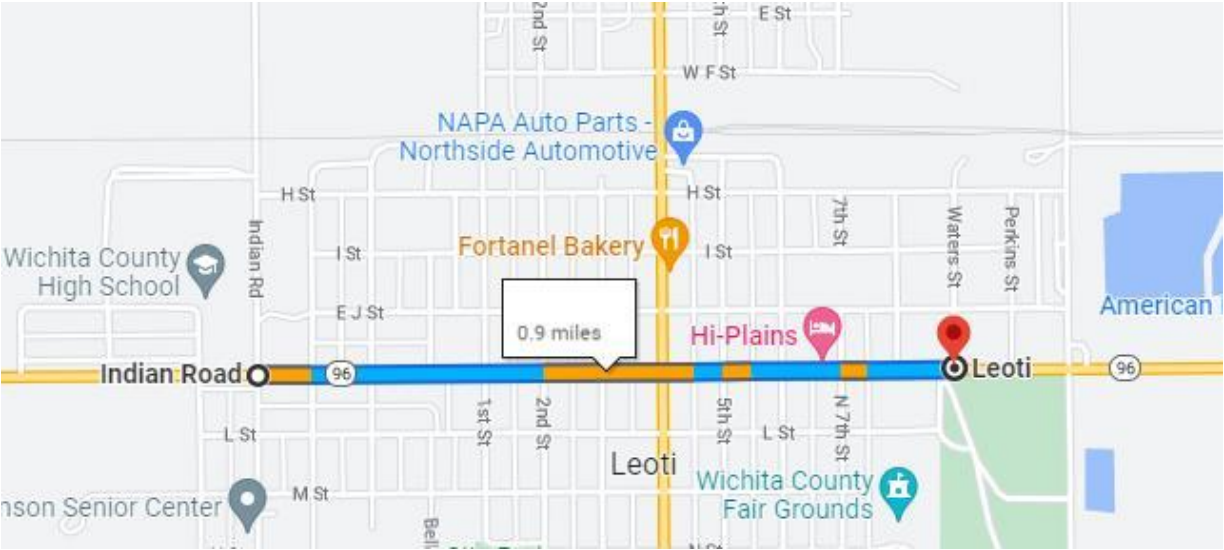 2nd St
E St
W F St
NAPA Auto Parts -
Northside Automotive
H St
H St
Indian Rd
7th St
Waters St
Perkins St
Wichita County
High School
I St
Fortanel Bakery
I St
E J St
American
0.9 miles
Hi-Plains
Indian Road
96
Leoti
96
1st St
2nd St
5th St
N 7th St
L St
L St
Leoti
Wichita County
Fair Grounds
M St
nson Senior Center